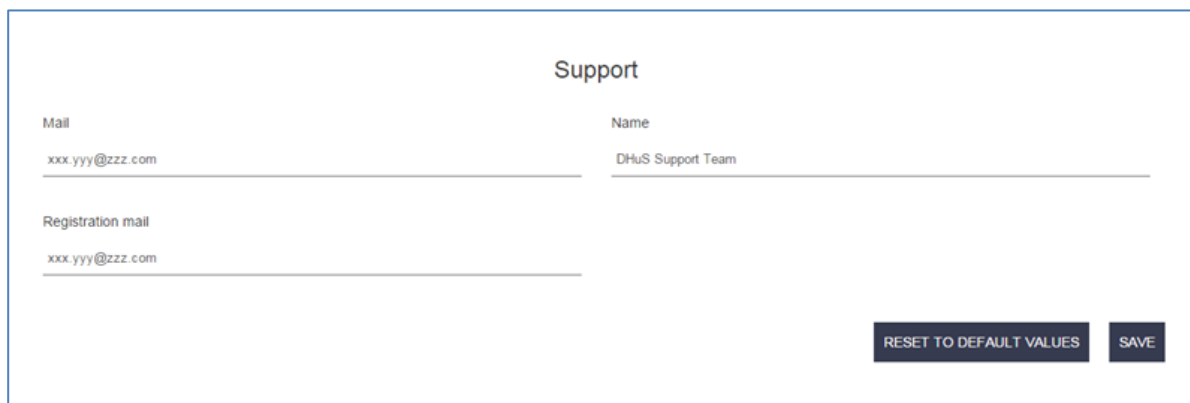 Support
Mail
Name
xxx.yyy@zzz.com
DHuS Support Team
Registration mail
xxx.yyy@zzz.com
RESET TO DEFAULT VALUES
SAVE